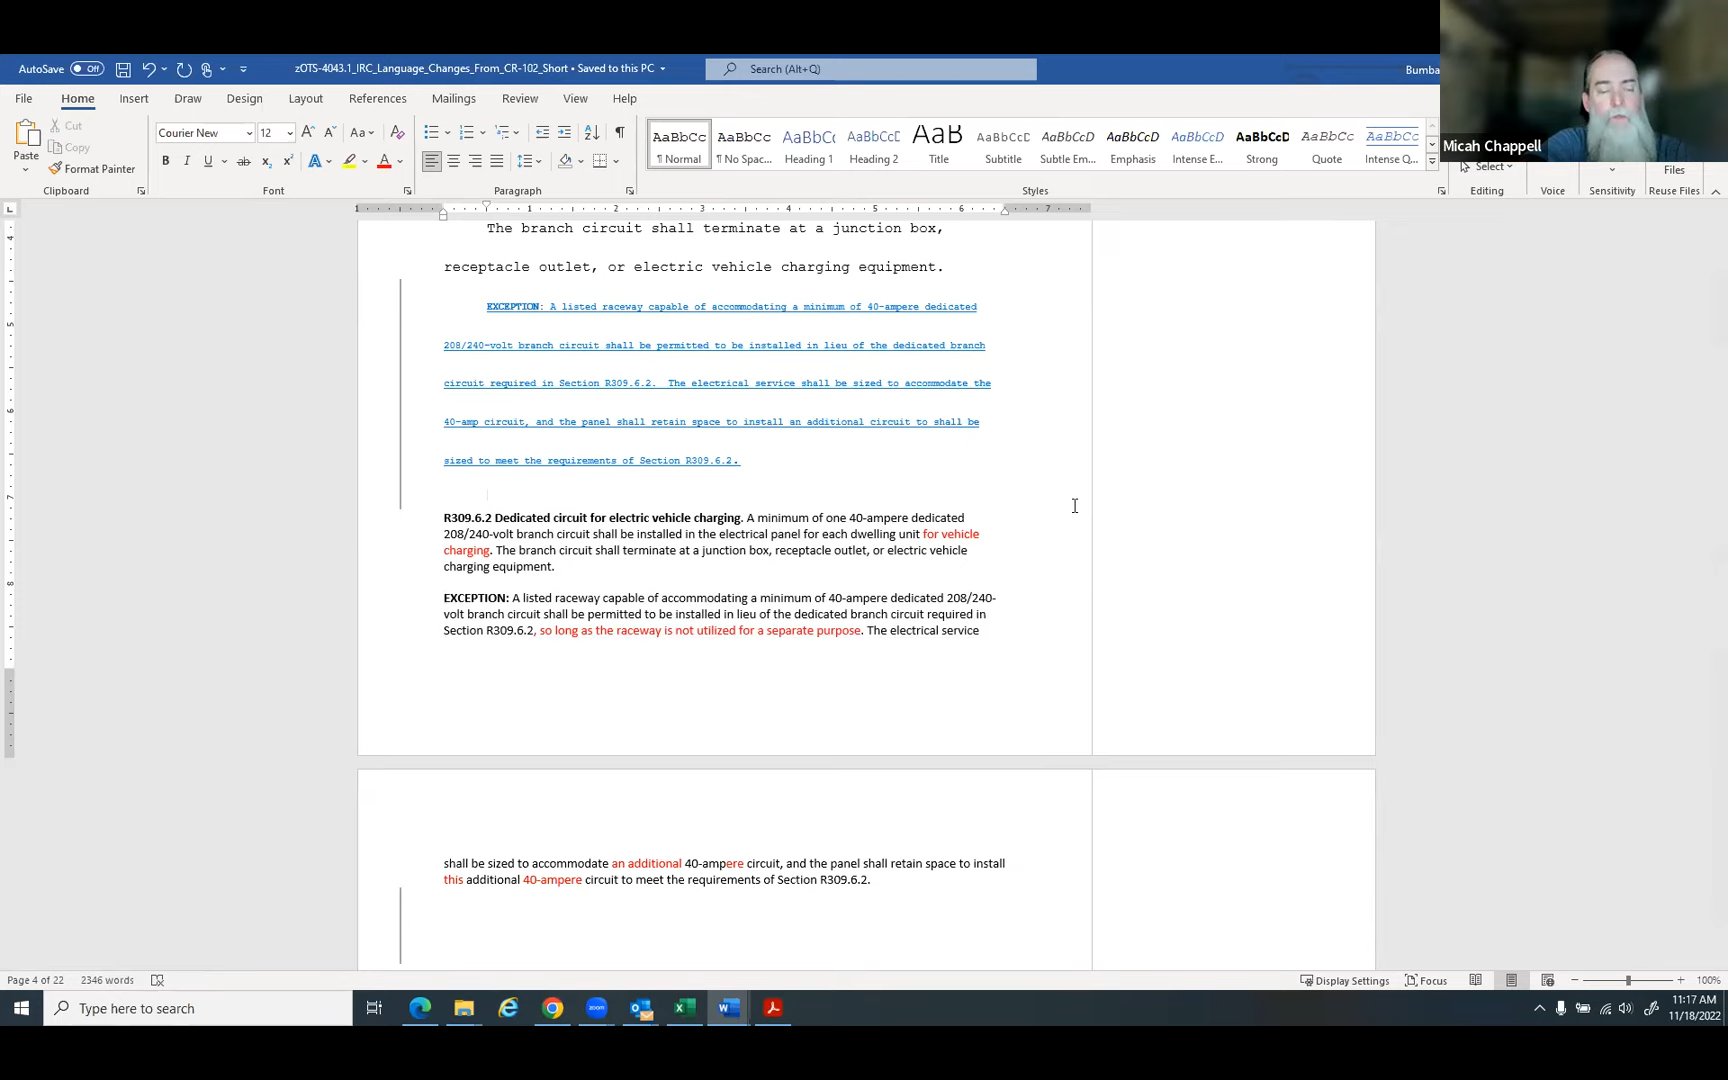 AutoSave Off zOTS-4043.1_IRC_Language_Changes_From_CR-102_Short • Saved to this PC Search (Alt+Q) Bumba
File Home Insert Draw Design Layout References Mailings Review View Help
Paste Cut Copy Format Painter
Courier New 12
AaBbCc AaBbCc AaBbCc AaBbCcD AaB AaBbCcD AaBbCcD AaBbCcD AaBbCcD AaBbCcD AaBbCcD AaBbCcD
¶ Normal ¶ No Spac... Heading 1 Heading 2 Title Subtitle Subtle Em... Emphasis Intense E... Strong Quote Intense Q...
Select
Clipboard Font Paragraph Styles Editing Voice Sensitivity Files Reuse Files
Micah Chappell
The branch circuit shall terminate at a junction box,
receptacle outlet, or electric vehicle charging equipment.
EXCEPTION: A listed raceway capable of accommodating a minimum of 40-ampere dedicated
208/240-volt branch circuit shall be permitted to be installed in lieu of the dedicated branch
circuit required in Section R309.6.2. The electrical service shall be sized to accommodate the
40-amp circuit, and the panel shall retain space to install an additional circuit to shall be
sized to meet the requirements of Section R309.6.2.
R309.6.2 Dedicated circuit for electric vehicle charging. A minimum of one 40-ampere dedicated
208/240-volt branch circuit shall be installed in the electrical panel for each dwelling unit for vehicle
charging. The branch circuit shall terminate at a junction box, receptacle outlet, or electric vehicle
charging equipment.
EXCEPTION: A listed raceway capable of accommodating a minimum of 40-ampere dedicated 208/240-
volt branch circuit shall be permitted to be installed in lieu of the dedicated branch circuit required in
Section R309.6.2, so long as the raceway is not utilized for a separate purpose. The electrical service
shall be sized to accommodate an additional 40-ampere circuit, and the panel shall retain space to install
this additional 40-ampere circuit to meet the requirements of Section R309.6.2.
Page 4 of 22 2346 words Display Settings Focus 100%
Type here to search
11:17 AM
11/18/2022